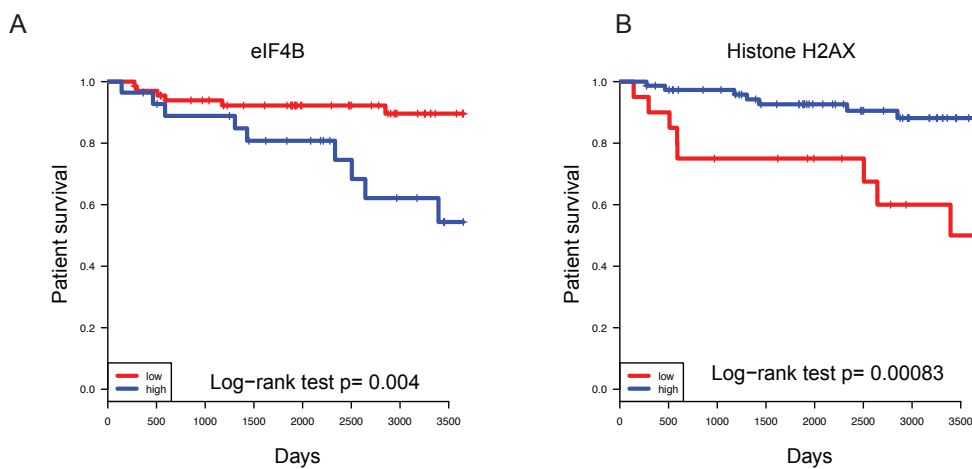 A
eIF4B
Patient survival
1.0
0.8
0.6
0.4
0.2
0.0
low
high
Log-rank test p= 0.004
0 500 1000 1500 2000 2500 3000 3500
Days
B
Histone H2AX
Patient survival
1.0
0.8
0.6
0.4
0.2
0.0
low
high
Log-rank test p= 0.00083
0 500 1000 1500 2000 2500 3000 3500
Days